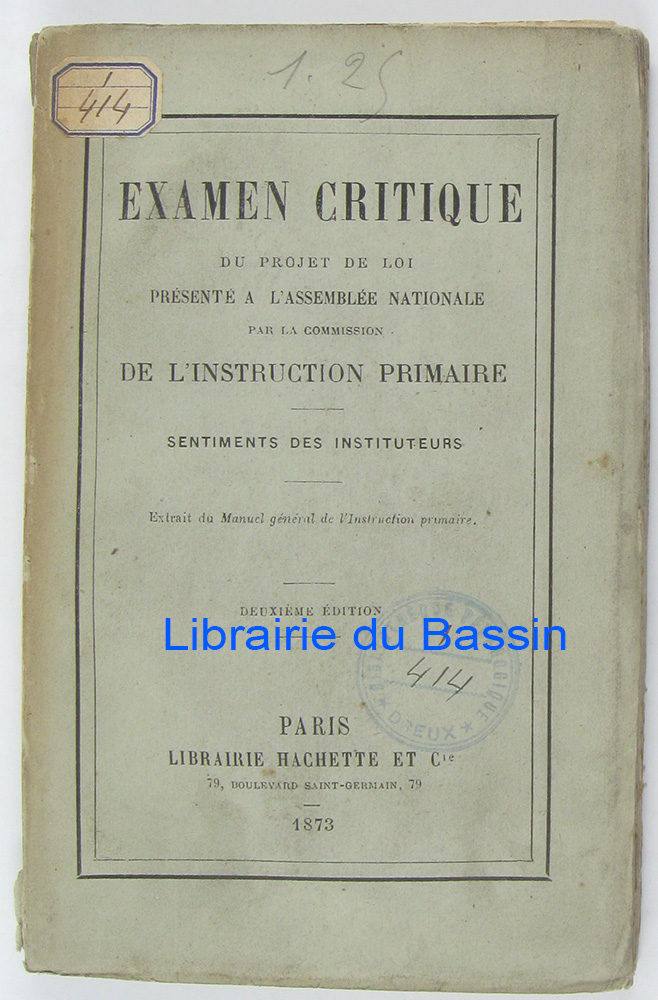 1.25
1
414
EXAMEN CRITIQUE
DU PROJET DE LOI
PRÉSENTÉ A L'ASSEMBLÉE NATIONALE
PAR LA COMMISSION
DE L'INSTRUCTION PRIMAIRE
SENTIMENTS DES INSTITUTEURS
Extrait du Manuel général de l'Instruction primaire.
DEUXIÈME ÉDITION
Librairie du Bassin
414
DREUX
PARIS
LIBRAIRIE HACHETTE ET Cie
79, BOULEVARD SAINT-GERMAIN, 79
1873